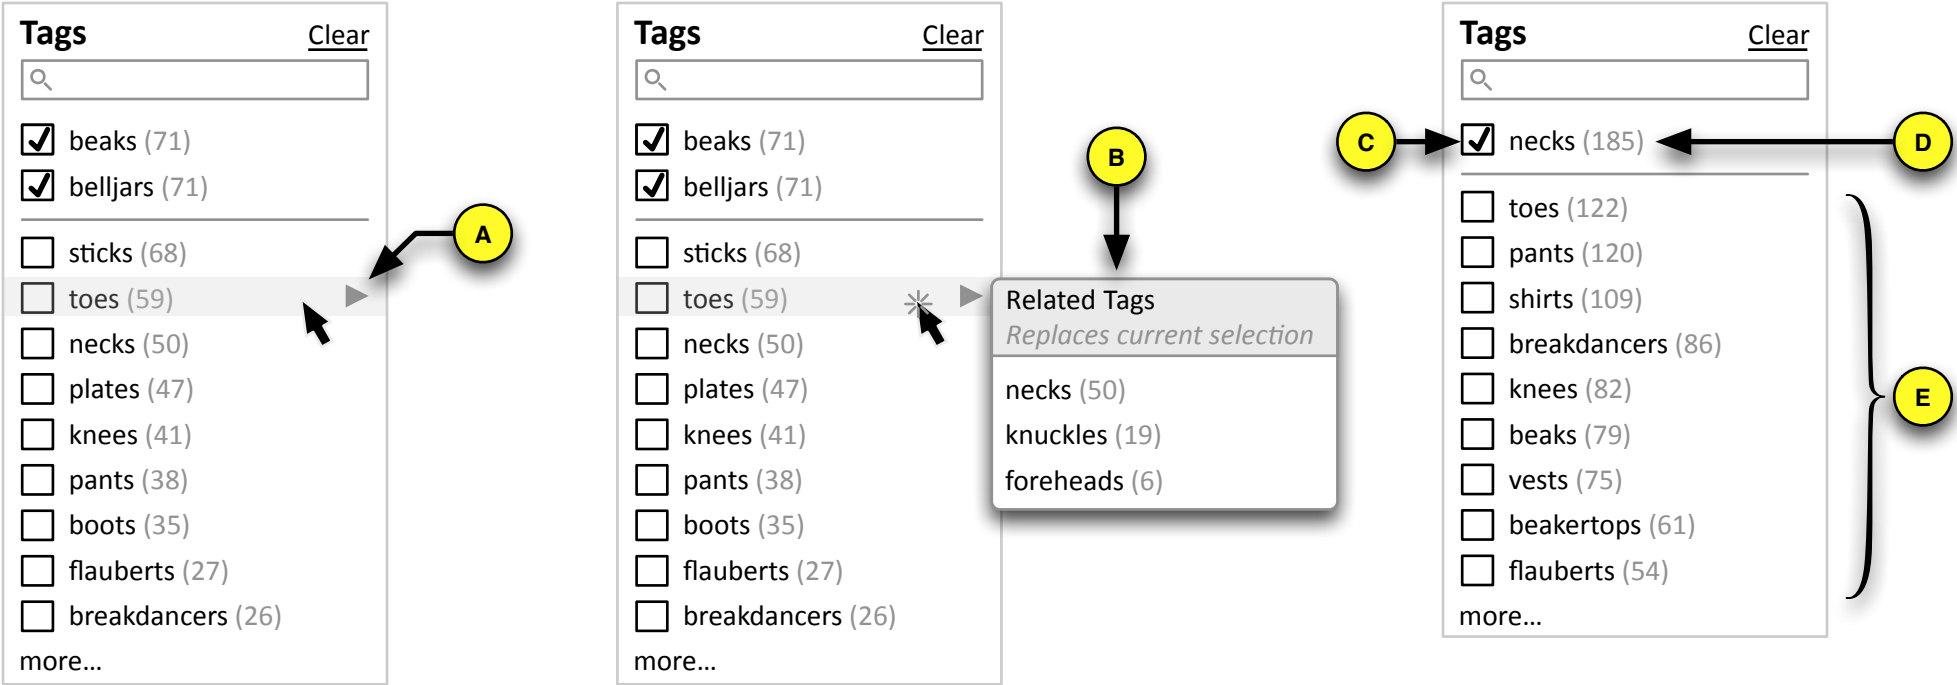 Tags Clear
beaks (71)
belljars (71)
sticks (68)
toes (59)
necks (50)
plates (47)
knees (41)
pants (38)
boots (35)
flauberts (27)
breakdancers (26)
more...
A
Tags Clear
beaks (71)
belljars (71)
sticks (68)
toes (59)
necks (50)
plates (47)
knees (41)
pants (38)
boots (35)
flauberts (27)
breakdancers (26)
more...
B
Related Tags
Replaces current selection
necks (50)
knuckles (19)
foreheads (6)
Tags Clear
C
necks (185)
D
toes (122)
pants (120)
shirts (109)
breakdancers (86)
knees (82)
beaks (79)
vests (75)
beakertops (61)
flauberts (54)
more...
E